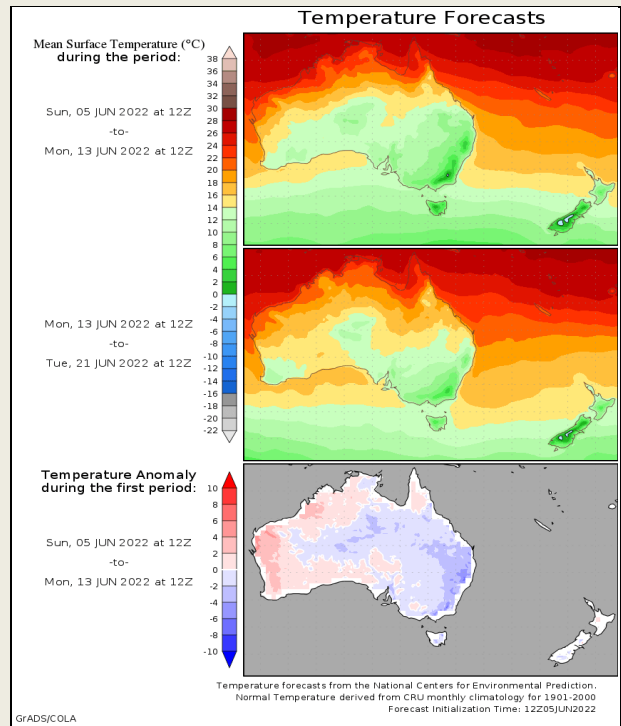 Temperature Forecasts
Mean Surface Temperature (°C)
during the period:
Sun, 05 JUN 2022 at 12Z
-to-
Mon, 13 JUN 2022 at 12Z
38
36
34
32
30
28
26
24
22
20
18
16
14
12
10
8
6
4
2
0
-2
-4
-6
-8
-10
-12
-14
-16
-18
-20
-22
Mon, 13 JUN 2022 at 12Z
-to-
Tue, 21 JUN 2022 at 12Z
Temperature Anomaly
during the first period:
Sun, 05 JUN 2022 at 12Z
-to-
Mon, 13 JUN 2022 at 12Z
10
8
6
4
2
0
-2
-4
-6
-8
-10
Temperature forecasts from the National Centers for Environmental Prediction.
Normal Temperature derived from CRU monthly climatology for 1901-2000
Forecast Initialization Time: 12Z05JUN2022
GrADS/COLA